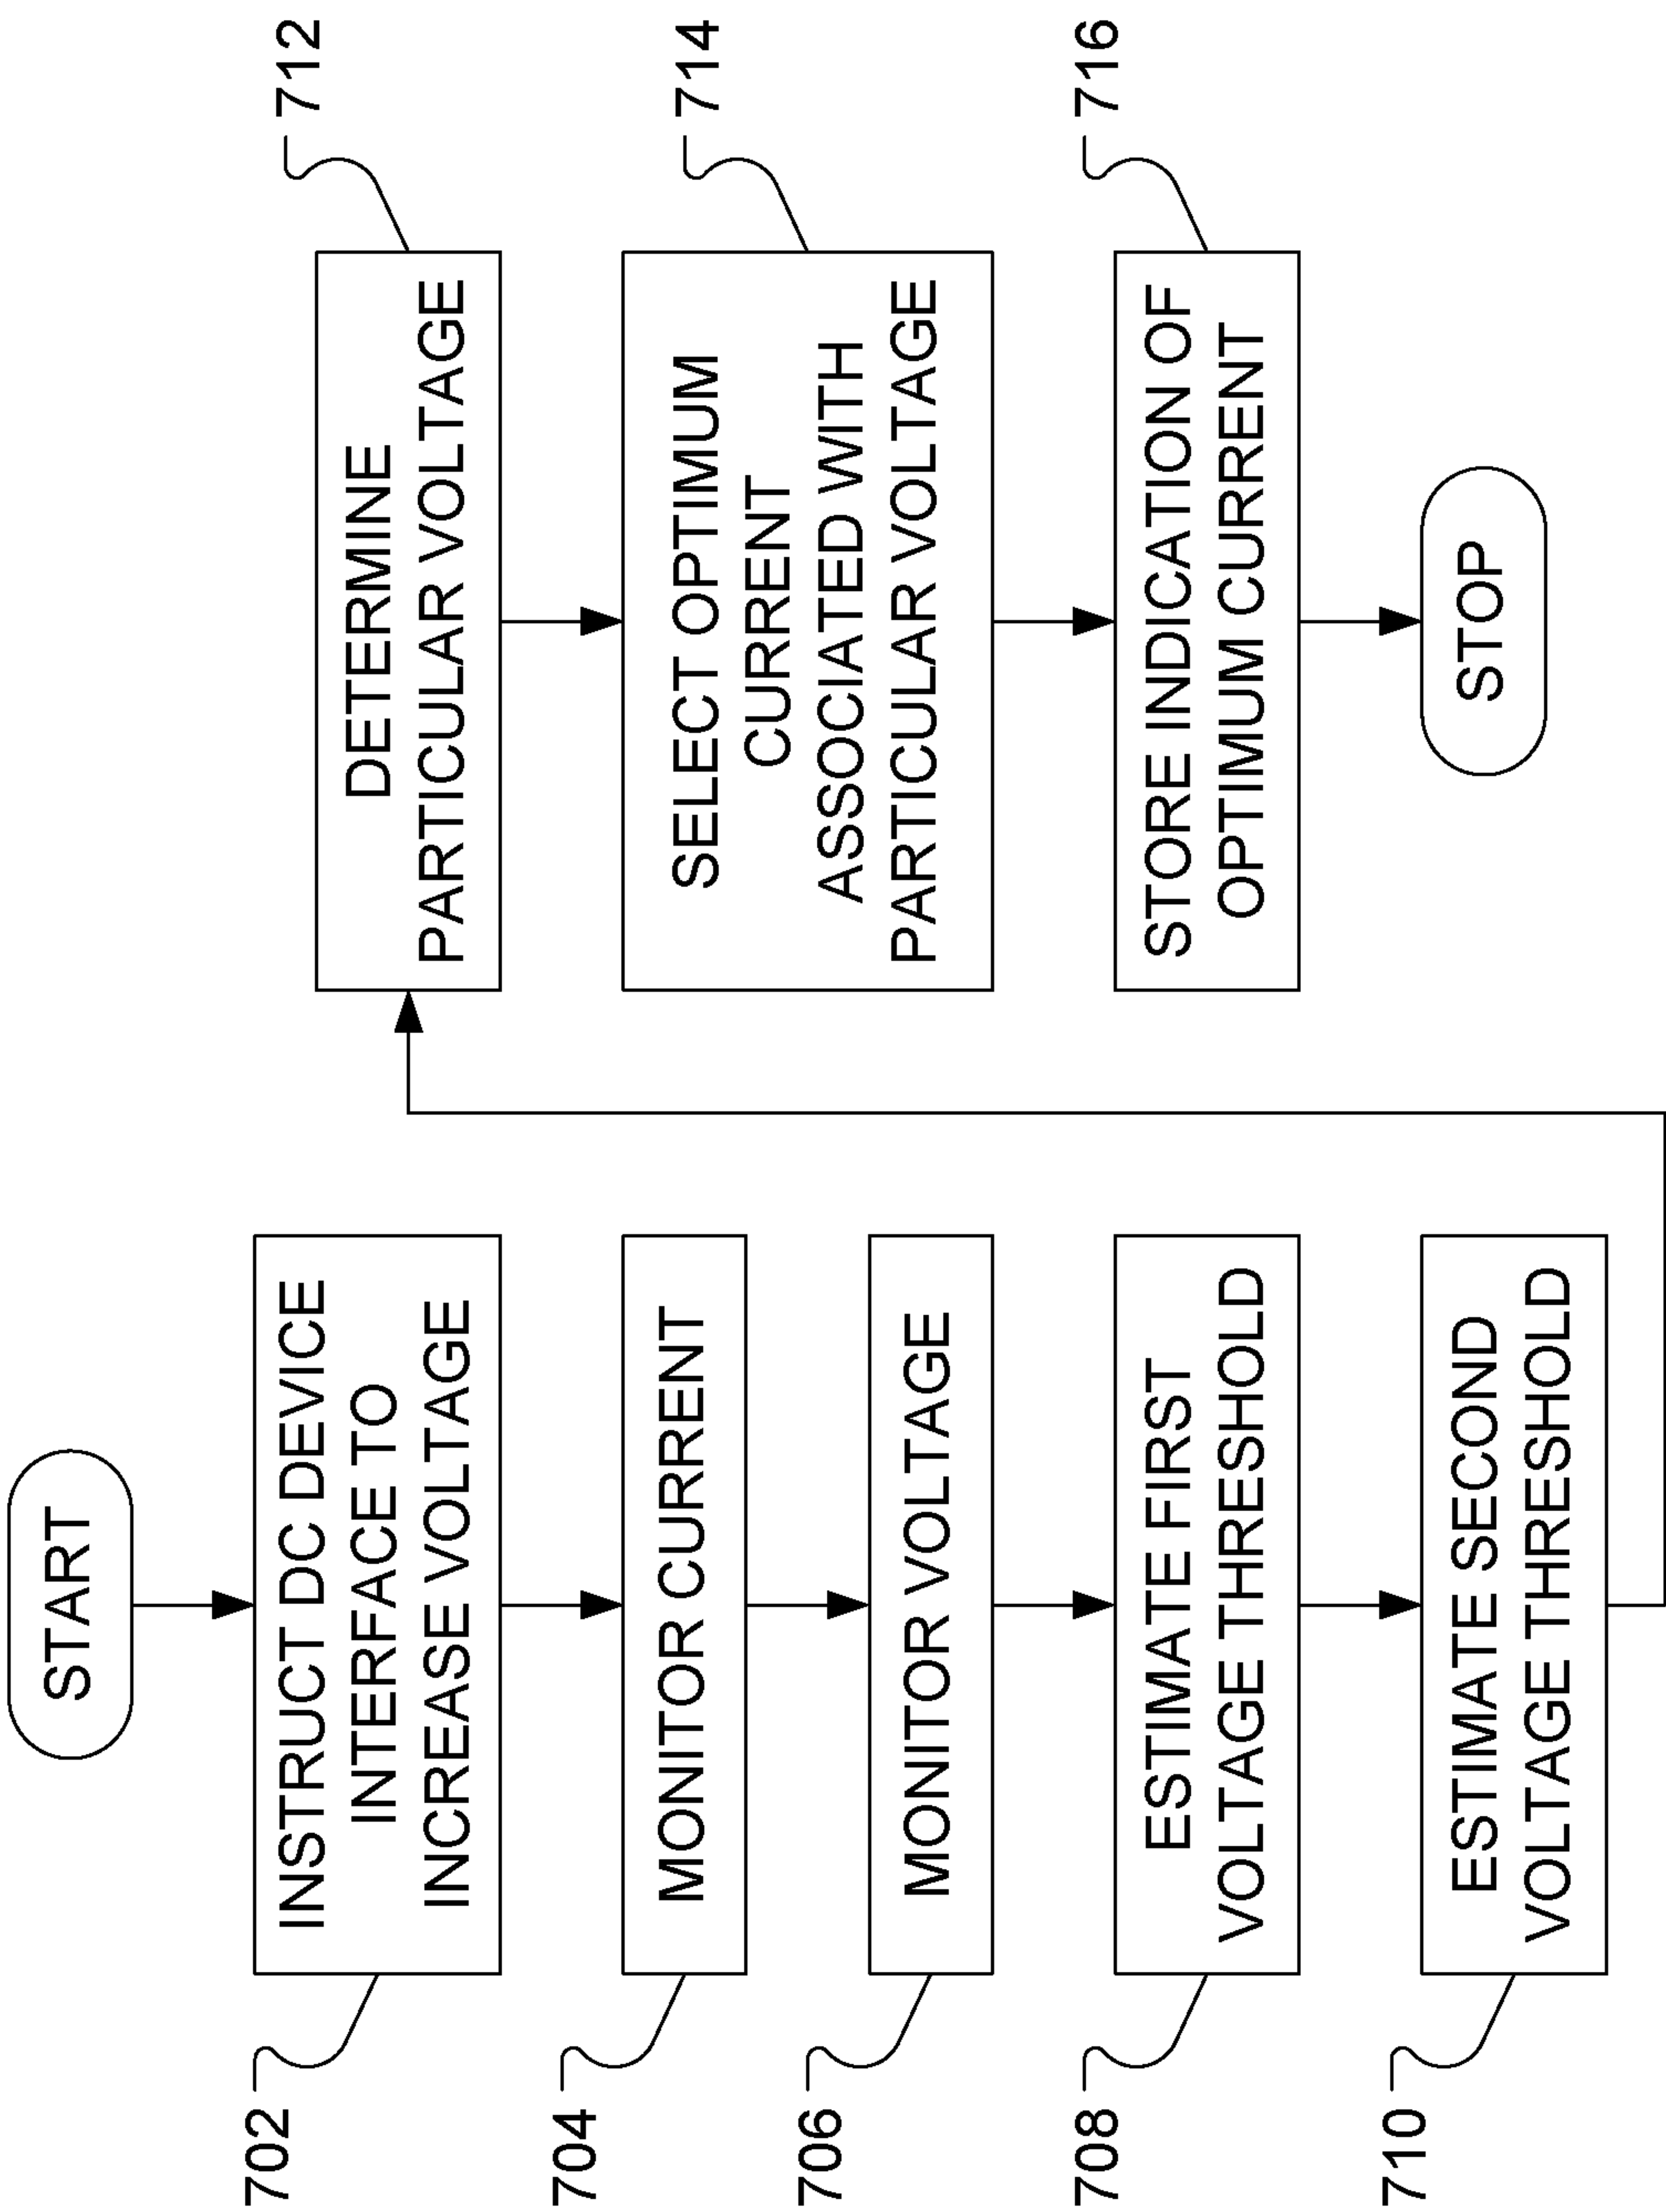 START
702
INSTRUCT DC DEVICE
INTERFACE TO
INCREASE VOLTAGE
704
MONITOR CURRENT
706
MONITOR VOLTAGE
708
ESTIMATE FIRST
VOLTAGE THRESHOLD
710
ESTIMATE SECOND
VOLTAGE THRESHOLD
712
DETERMINE
PARTICULAR VOLTAGE
714
SELECT OPTIMUM
CURRENT
ASSOCIATED WITH
PARTICULAR VOLTAGE
716
STORE INDICATION OF
OPTIMUM CURRENT
STOP